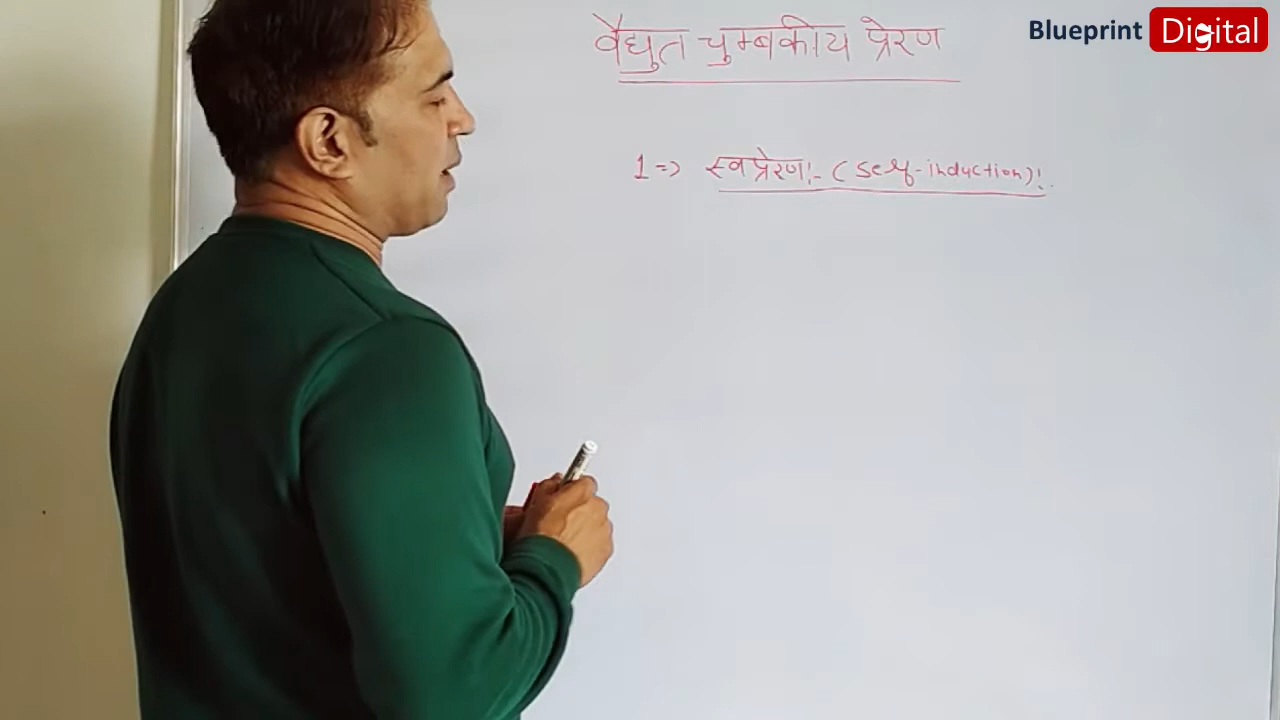 Blueprint Digital
वैद्युत चुम्बकीय प्रेरण
1=> स्वप्रेरण:- (self-induction):.